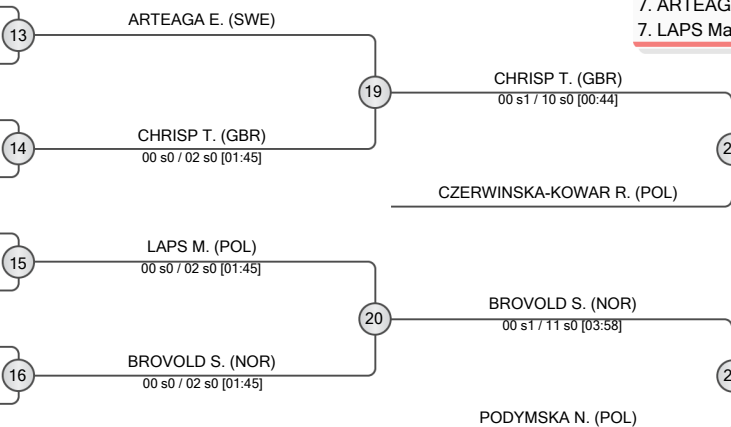 7. ARTEAG
7. LAPS Ma
13
ARTEAGA E. (SWE)
19
CHRISP T. (GBR)
00 s1 / 10 s0 [00:44]
14
CHRISP T. (GBR)
00 s0 / 02 s0 [01:45]
2
CZERWINSKA-KOWAR R. (POL)
15
LAPS M. (POL)
00 s0 / 02 s0 [01:45]
20
BROVOLD S. (NOR)
00 s1 / 11 s0 [03:58]
16
BROVOLD S. (NOR)
00 s0 / 02 s0 [01:45]
2
PODYMSKA N. (POL)